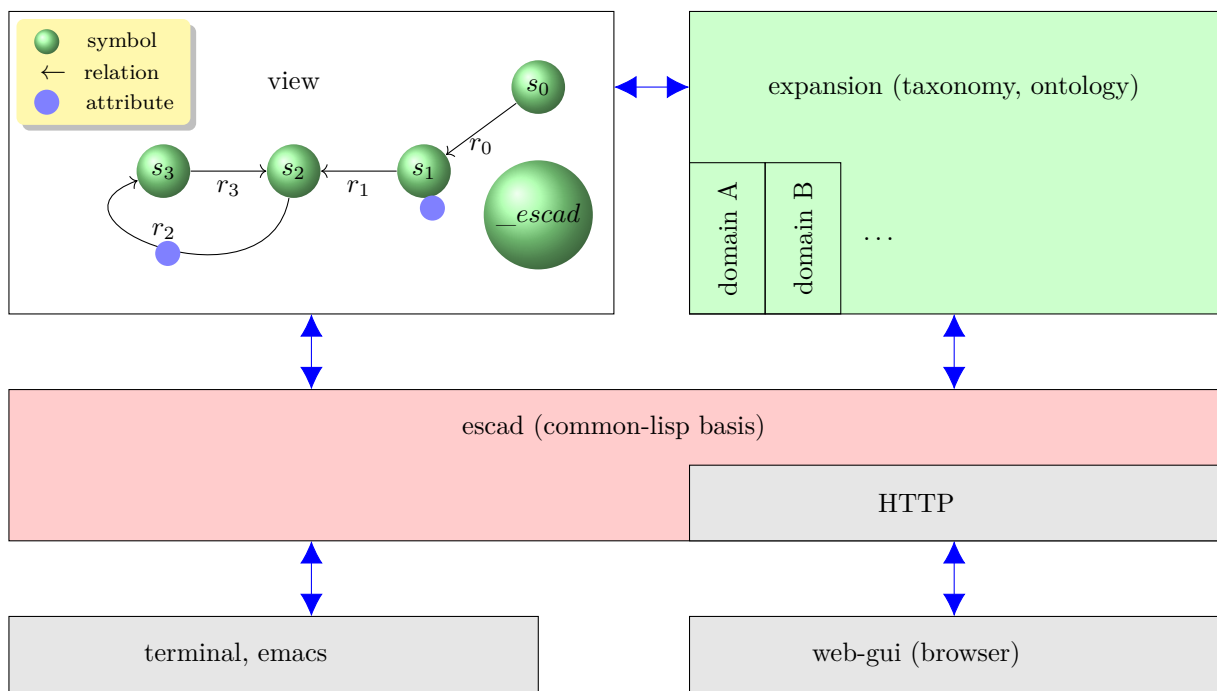 symbol
relation
attribute
view
s₀
r₀
s₃
s₂
s₁
r₃
r₁
r₂
_escad
expansion (taxonomy, ontology)
domain A
domain B
...
escad (common-lisp basis)
HTTP
terminal, emacs
web-gui (browser)